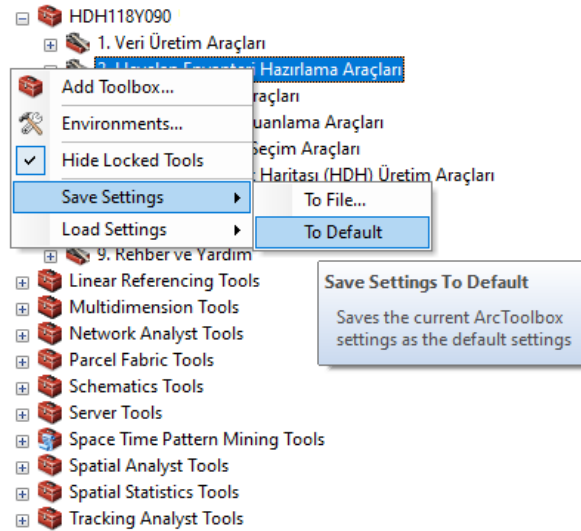 HDH118Y090
1. Veri Üretim Araçları
2. Heyelan Envanteri Hazırlama Araçları
Add Toolbox...
raçları
Environments...
uanlama Araçları
Hide Locked Tools
Seçim Araçları
Haritası (HDH) Üretim Araçları
Save Settings
To File...
Load Settings
To Default
9. Rehber ve Yardım
Linear Referencing Tools
Save Settings To Default
Multidimension Tools
Saves the current ArcToolbox
settings as the default settings
Network Analyst Tools
Parcel Fabric Tools
Schematics Tools
Server Tools
Space Time Pattern Mining Tools
Spatial Analyst Tools
Spatial Statistics Tools
Tracking Analyst Tools